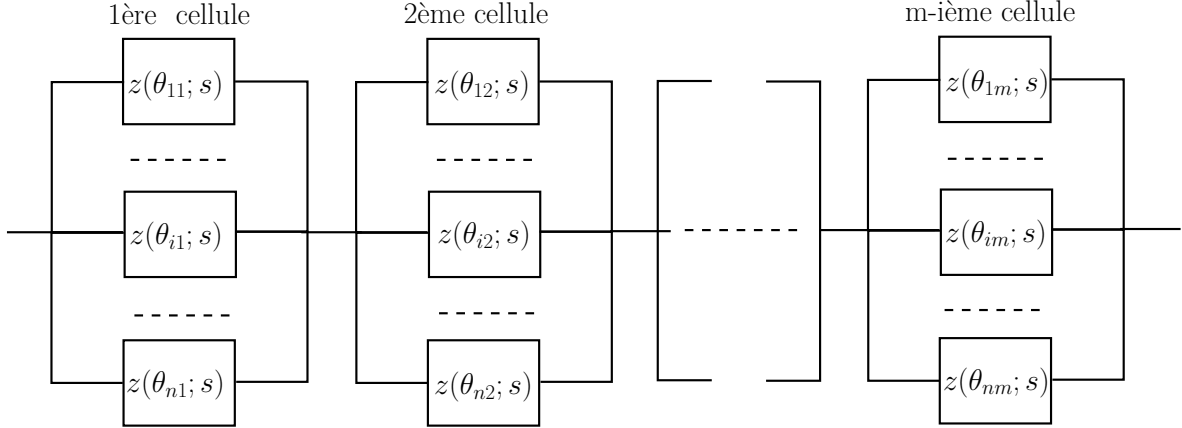 1ère cellule 2ème cellule m-ième cellule
z(θ₁₁; s) z(θ₁₂; s) z(θ₁ₘ; s)
z(θᵢ₁; s) z(θᵢ₂; s) z(θᵢₘ; s)
z(θₙ₁; s) z(θₙ₂; s) z(θₙₘ; s)